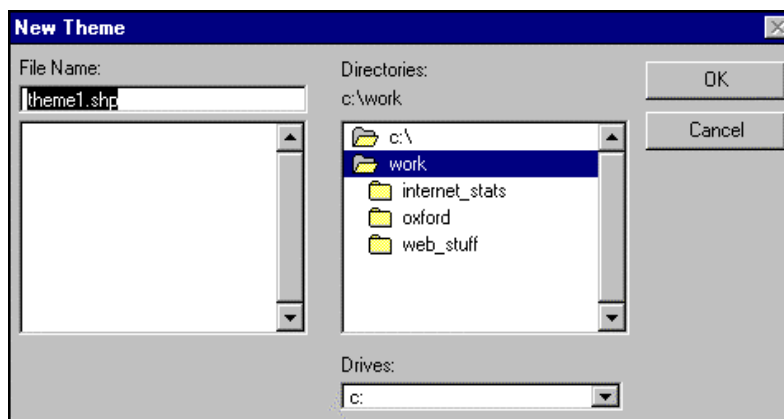 New Theme
File Name:
theme1.shp
Directories:
c:\work
c:\
work
internet_stats
oxford
web_stuff
OK
Cancel
Drives:
c: